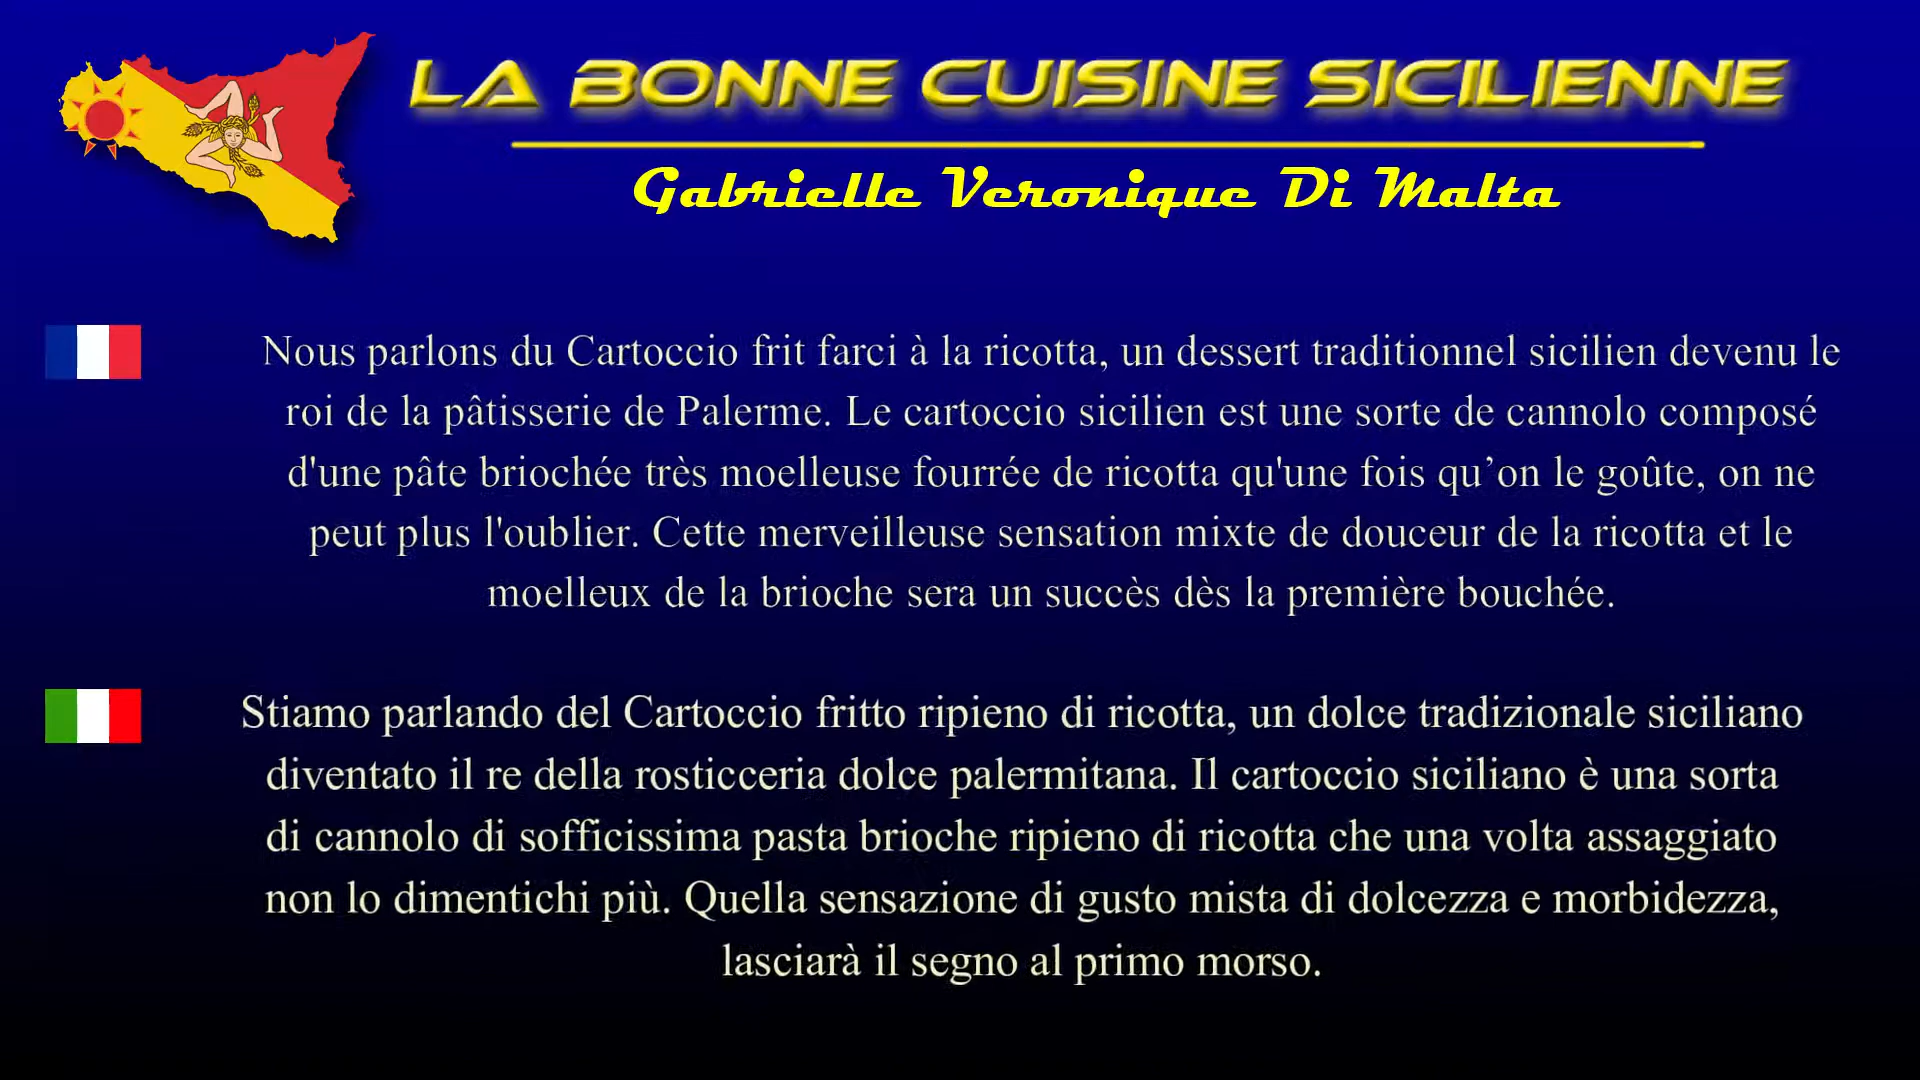 LA BONNE CUISINE SICILIENNE
Gabrielle Veronique Di Malta
Nous parlons du Cartoccio frit farci à la ricotta, un dessert traditionnel sicilien devenu le
roi de la pâtisserie de Palerme. Le cartoccio sicilien est une sorte de cannolo composé
d'une pâte briochée très moelleuse fourrée de ricotta qu'une fois qu’on le goûte, on ne
peut plus l'oublier. Cette merveilleuse sensation mixte de douceur de la ricotta et le
moelleux de la brioche sera un succès dès la première bouchée.
Stiamo parlando del Cartoccio fritto ripieno di ricotta, un dolce tradizionale siciliano
diventato il re della rosticceria dolce palermitana. Il cartoccio siciliano è una sorta
di cannolo di sofficissima pasta brioche ripieno di ricotta che una volta assaggiato
non lo dimentichi più. Quella sensazione di gusto mista di dolcezza e morbidezza,
lasciarà il segno al primo morso.